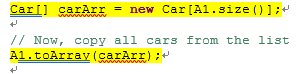 Car[] carArr = new Car[A1.size()];
// Now, copy all cars from the list
A1.toArray(carArr);